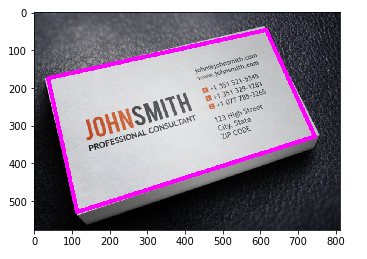 0
100
200
300
400
500
0 100 200 300 400 500 600 700 800
JOHNSMITH
PROFESSIONAL CONSULTANT
john@johnsmith.com
www.johnsmith.com
123 High Street
City, State
ZIP CODE